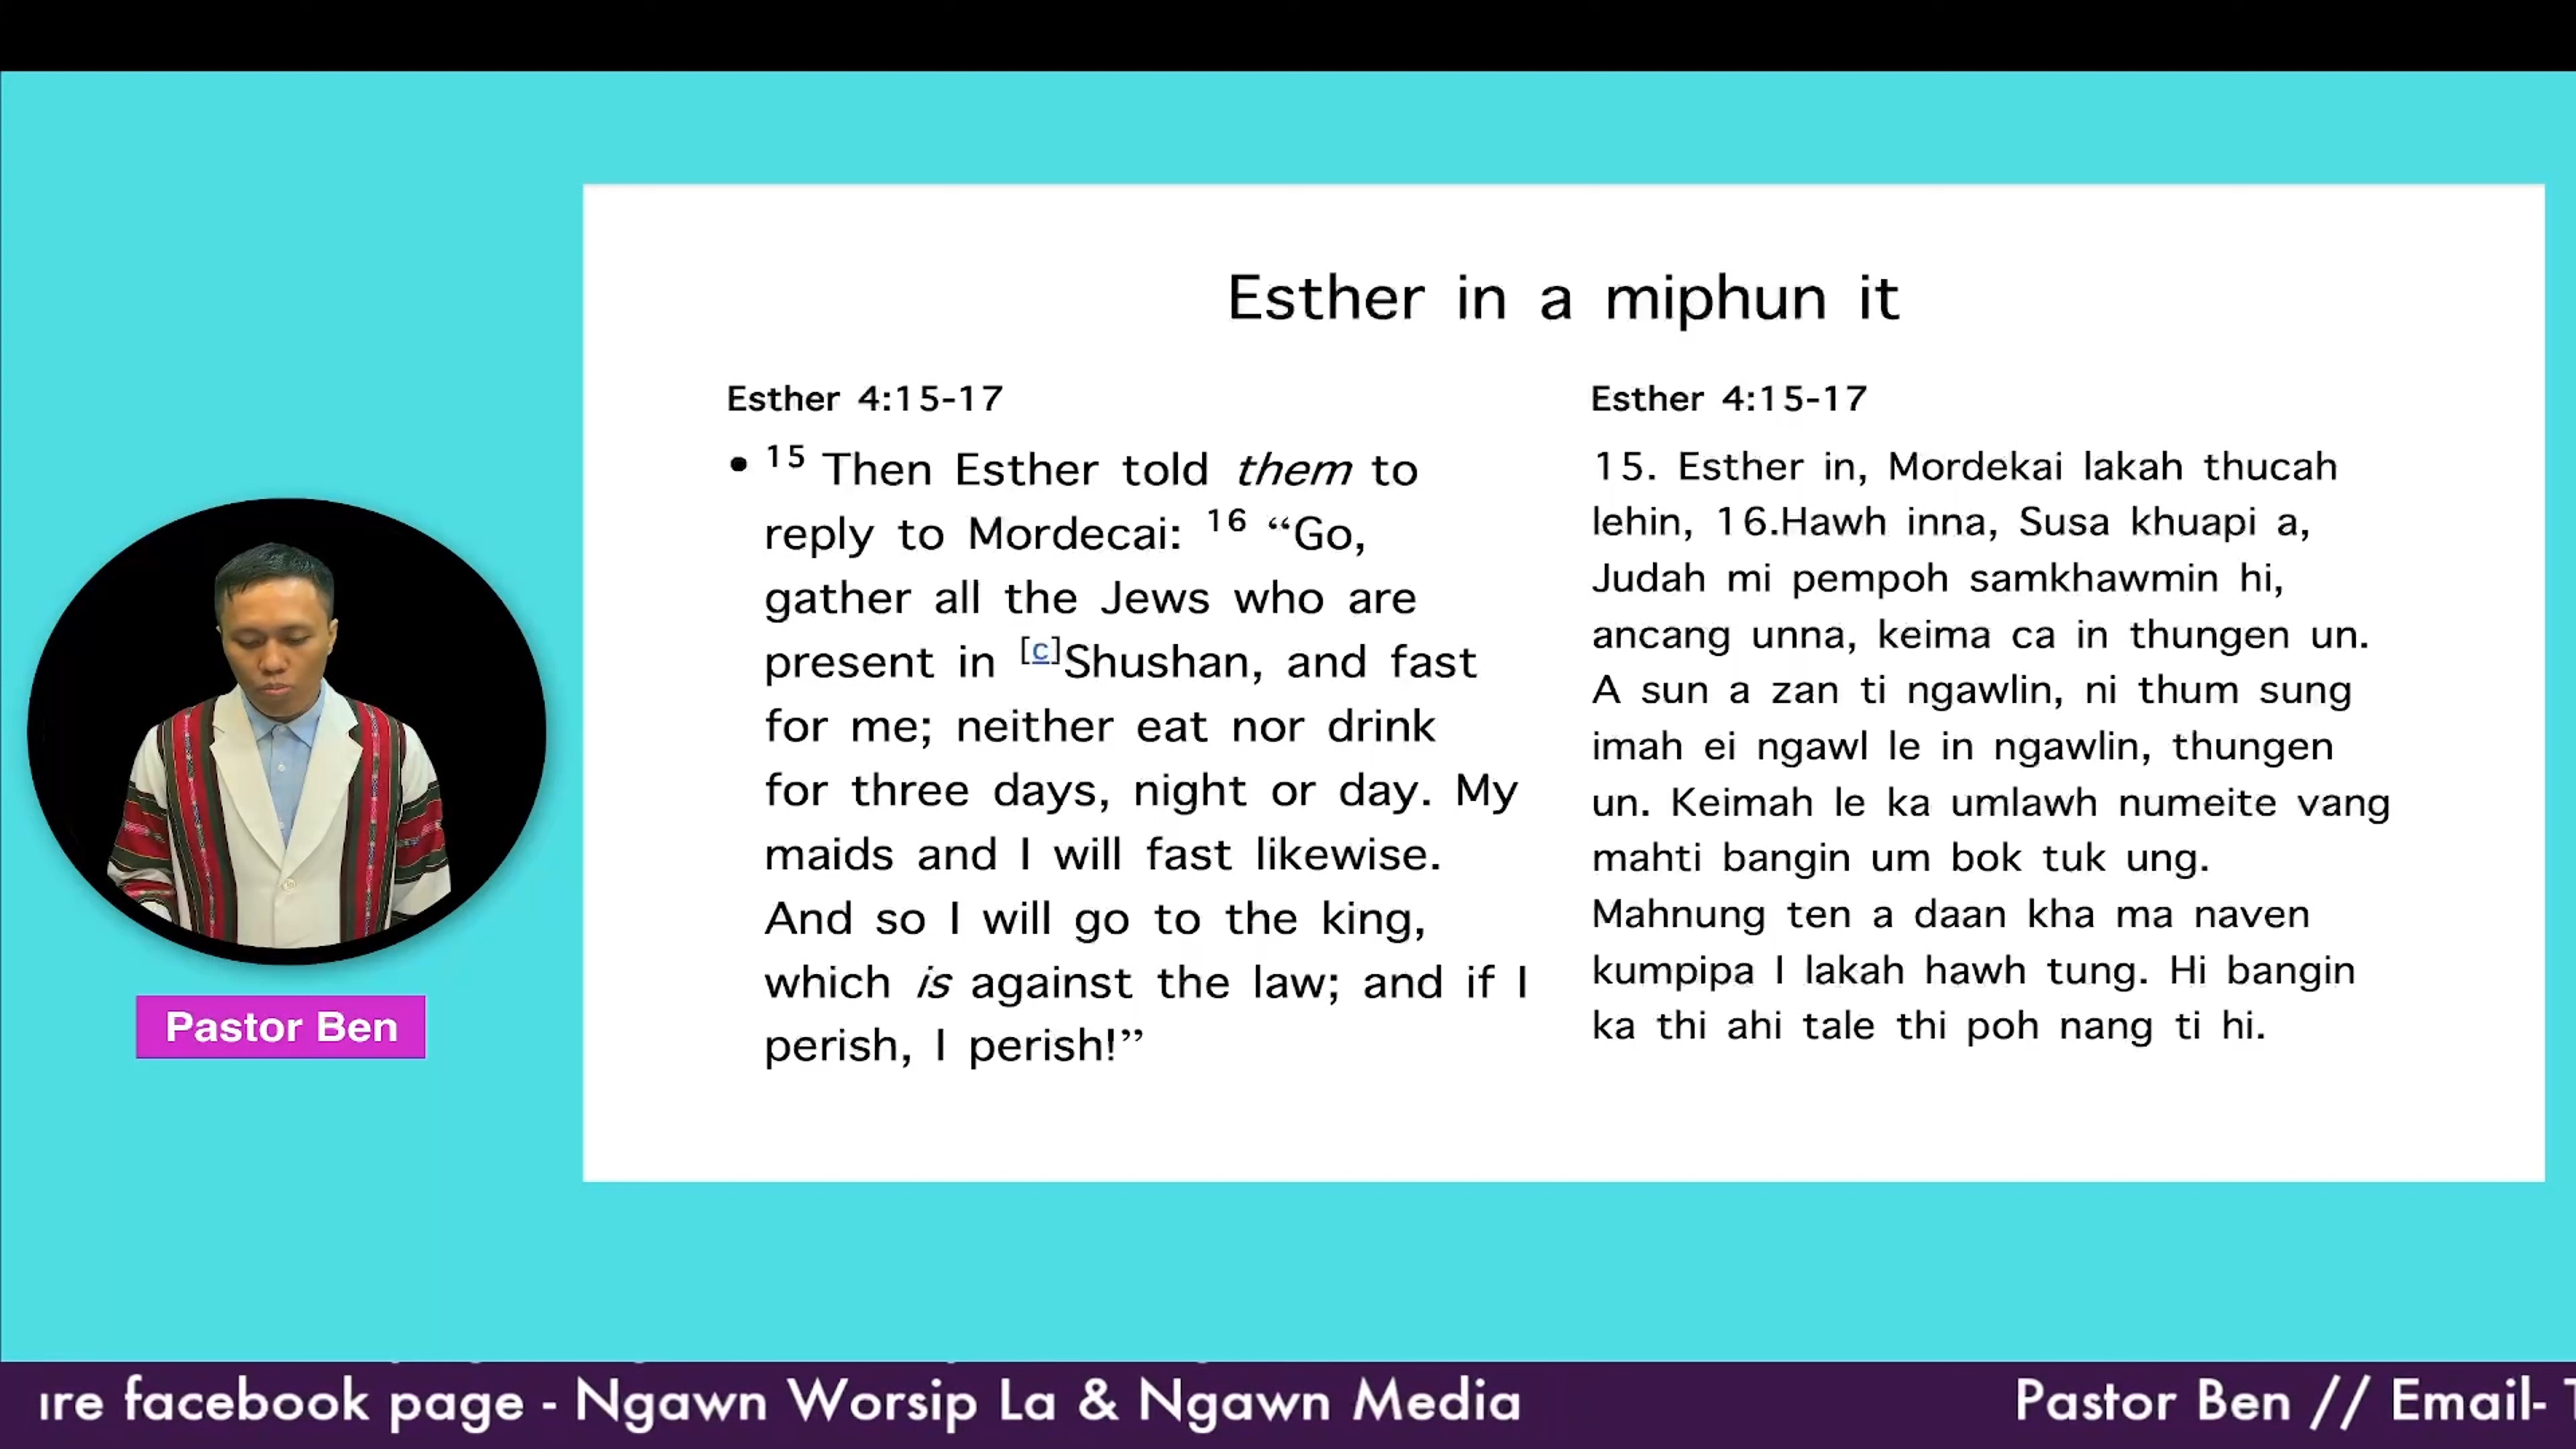 Esther in a miphun it
Esther 4:15-17
• 15 Then Esther told them to
reply to Mordecai: 16 “Go,
gather all the Jews who are
present in [c]Shushan, and fast
for me; neither eat nor drink
for three days, night or day. My
maids and I will fast likewise.
And so I will go to the king,
which is against the law; and if I
perish, I perish!”
Esther 4:15-17
15. Esther in, Mordekai lakah thucah
lehin, 16.Hawh inna, Susa khuapi a,
Judah mi pempoh samkhawmin hi,
ancang unna, keima ca in thungen un.
A sun a zan ti ngawlin, ni thum sung
imah ei ngawl le in ngawlin, thungen
un. Keimah le ka umlawh numeite vang
mahti bangin um bok tuk ung.
Mahnung ten a daan kha ma naven
kumpipa I lakah hawh tung. Hi bangin
ka thi ahi tale thi poh nang ti hi.
Pastor Ben
facebook page - Ngawn Worsip La & Ngawn Media
Pastor Ben // Email-